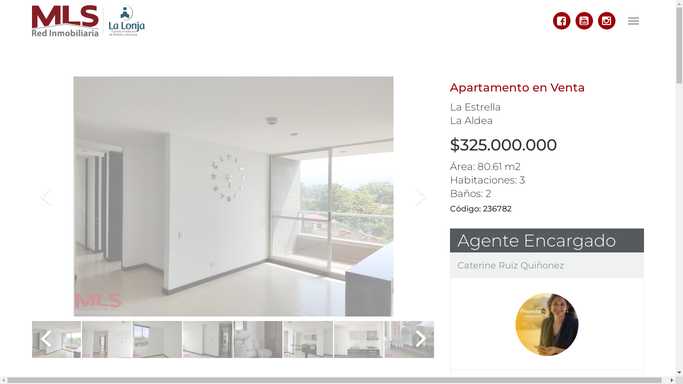 MLS
Red Inmobiliaria
La Lonja
Apartamento en Venta
La Estrella
La Aldea
$325.000.000
Área: 80.61 m2
Habitaciones: 3
Baños: 2
Código: 236782
Agente Encargado
Caterine Ruiz Quiñonez
MLS